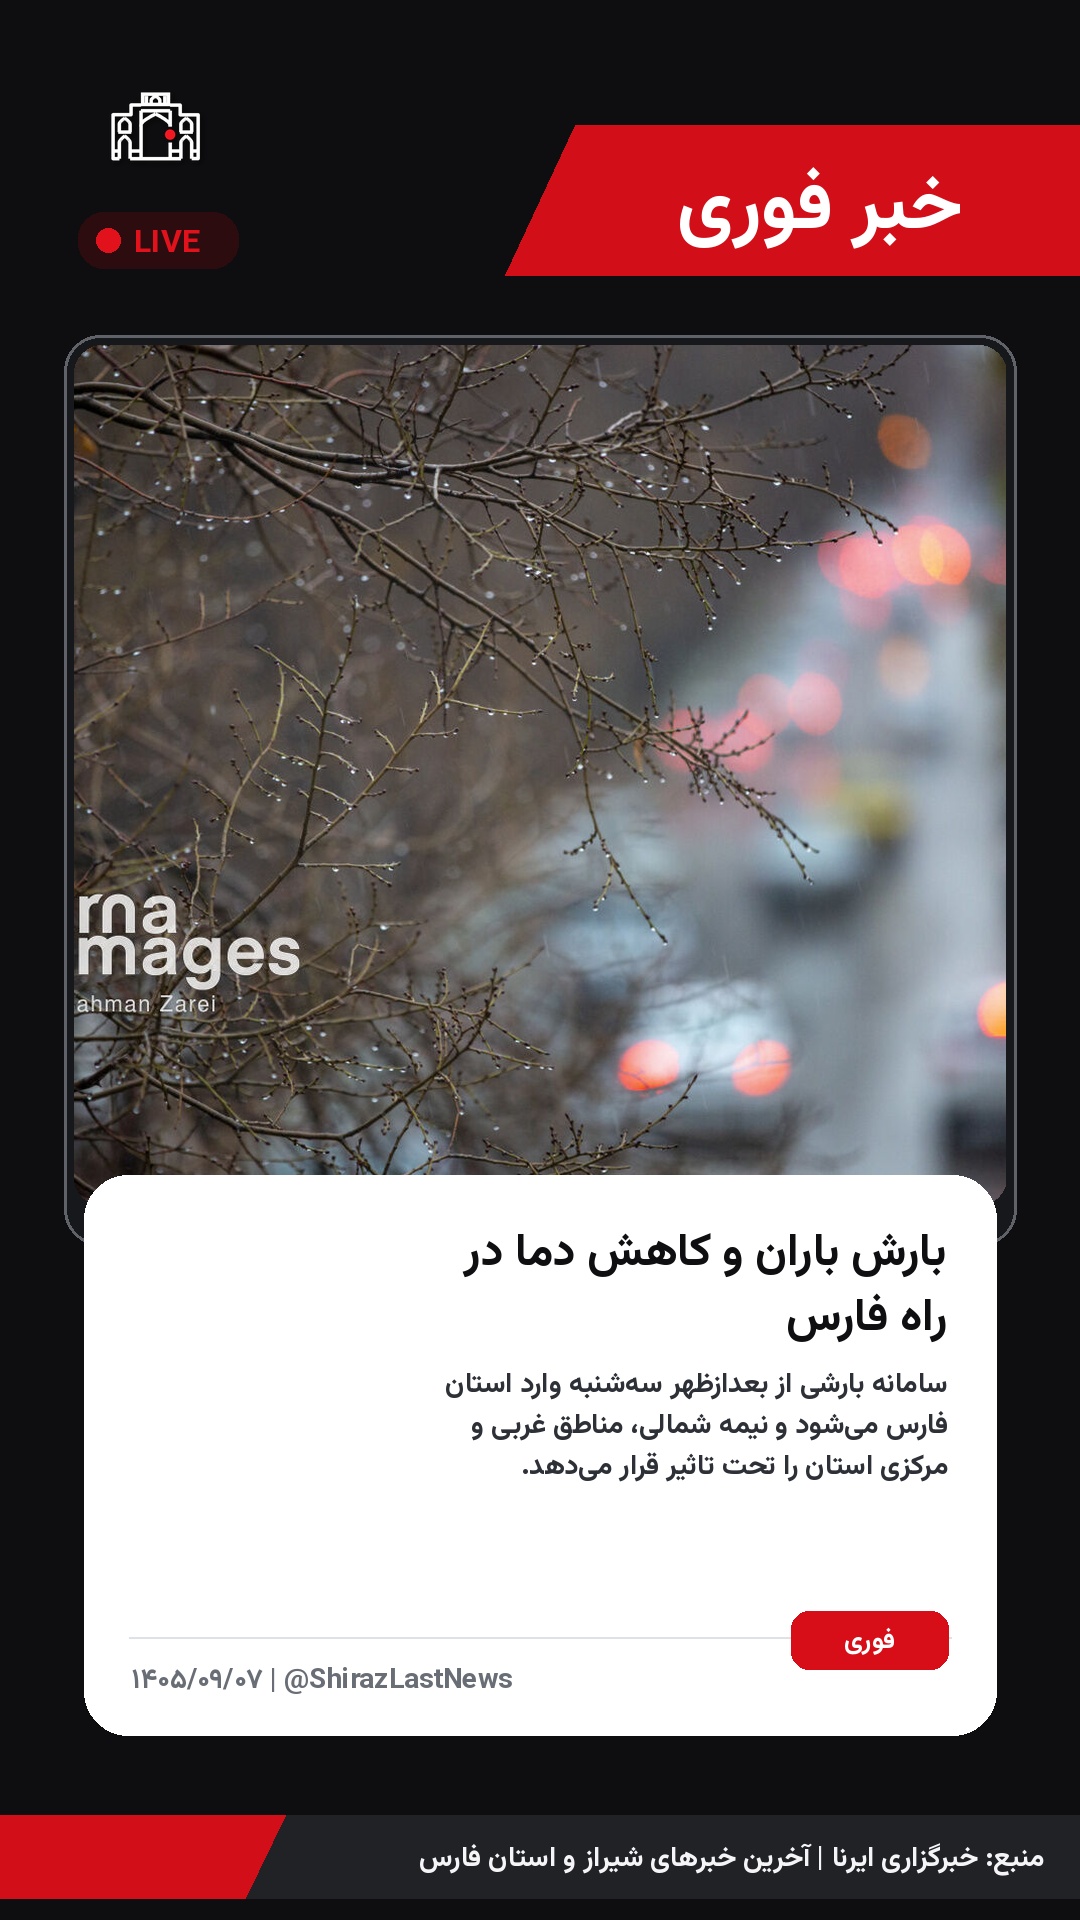 خبر فوری
LIVE
rna
mages
ahman Zarei
بارش باران و کاهش دما در
راه فارس
سامانه بارشی از بعدازظهر سه‌شنبه وارد استان
فارس می‌شود و نیمه شمالی، مناطق غربی و
مرکزی استان را تحت تاثیر قرار می‌دهد.
فوری
۱۴۰۵/۰۹/۰۷ | @ShirazLastNews
منبع: خبرگزاری ایرنا | آخرین خبرهای شیراز و استان فارس